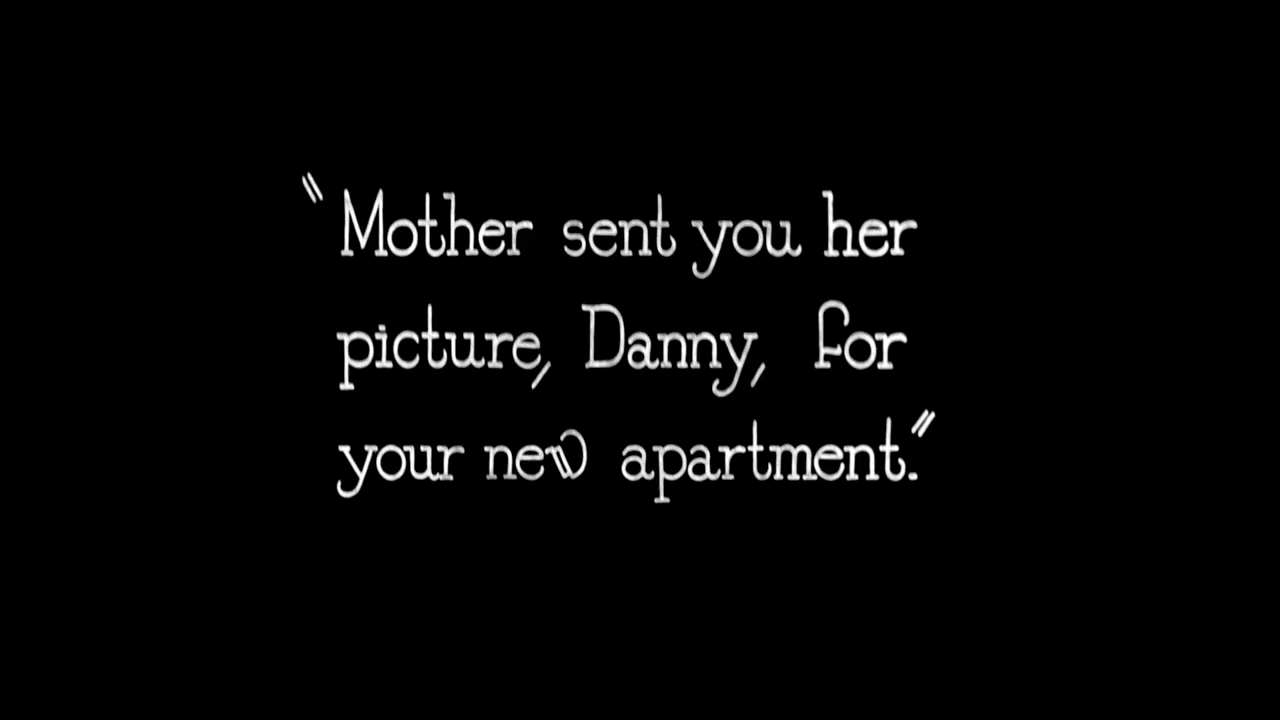 "Mother sent you her
picture, Danny, for
your new apartment."